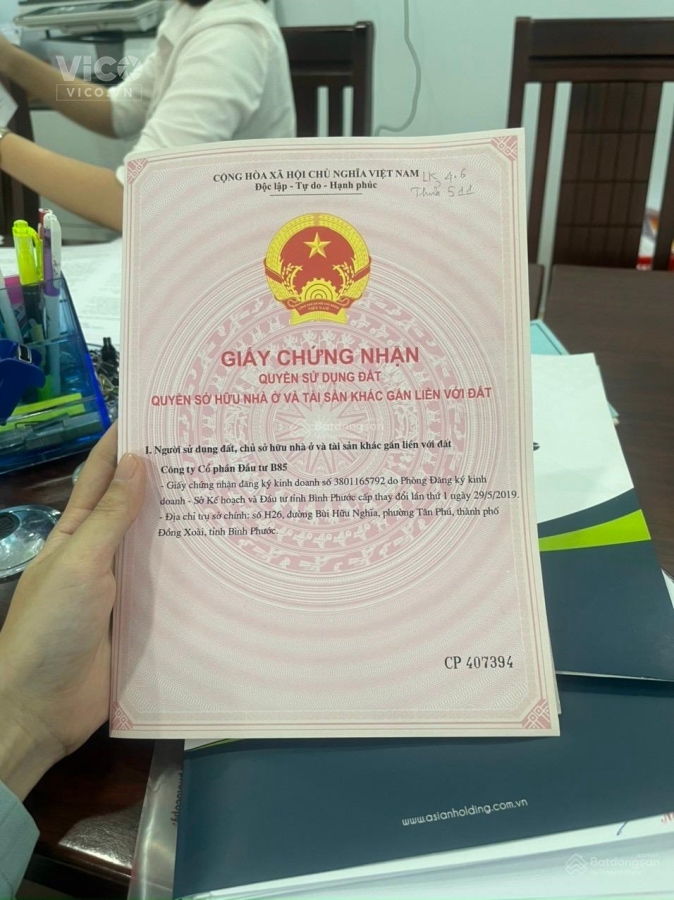 VICO
VICOSIN
CỘNG HÒA XÃ HỘI CHỦ NGHĨA VIỆT NAM
Độc lập - Tự do - Hạnh phúc
LK 4.6
Thửa 511
GIẤY CHỨNG NHẬN
QUYỀN SỬ DỤNG ĐẤT
QUYỀN SỞ HỮU NHÀ Ở VÀ TÀI SẢN KHÁC GẮN LIỀN VỚI ĐẤT
Batdongsan
I. Người sử dụng đất, chủ sở hữu nhà ở và tài sản khác gắn liền với đất
Công ty Cổ phần Đầu tư B85
- Giấy chứng nhận đăng ký kinh doanh số 3801165792 do Phòng Đăng ký kinh
doanh - Sở Kế hoạch và Đầu tư tỉnh Bình Phước cấp thay đổi lần thứ 1 ngày 29/5/2019.
- Địa chỉ trụ sở chính: số H26, đường Bùi Hữu Nghĩa, phường Tân Phú, thành phố
Đồng Xoài, tỉnh Bình Phước.
CP 407394
www.asianholding.com.vn
Batdongsan